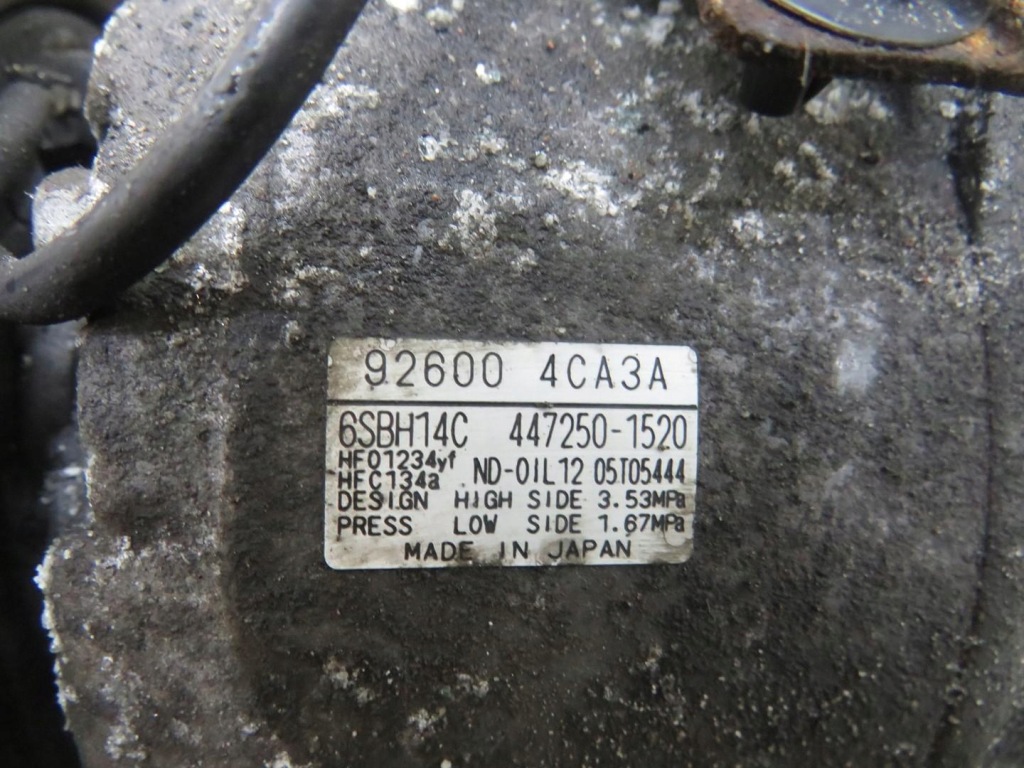 92600 4CA3A
6SBH14C 447250-1520
HFO1234yf
HFC134a ND-OIL12 05T05444
DESIGN HIGH SIDE 3.53MPa
PRESS LOW SIDE 1.67MPa
MADE IN JAPAN